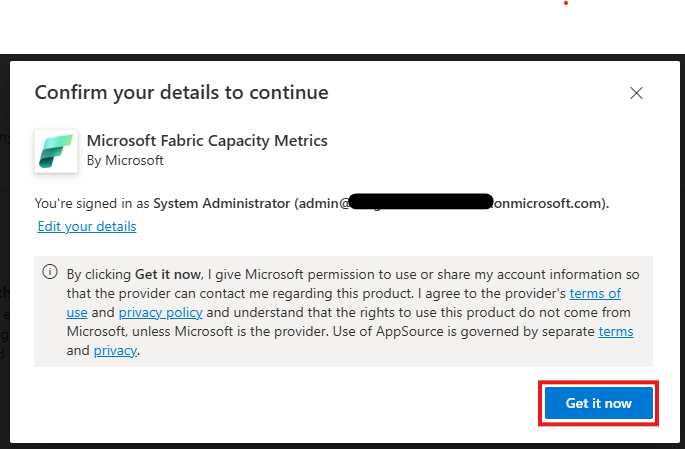 Confirm your details to continue
Microsoft Fabric Capacity Metrics
By Microsoft
You're signed in as System Administrator (admin@ onmicrosoft.com).
Edit your details
By clicking Get it now, I give Microsoft permission to use or share my account information so
that the provider can contact me regarding this product. I agree to the provider's terms of
use and privacy policy and understand that the rights to use this product do not come from
Microsoft, unless Microsoft is the provider. Use of AppSource is governed by separate terms
and privacy.
Get it now